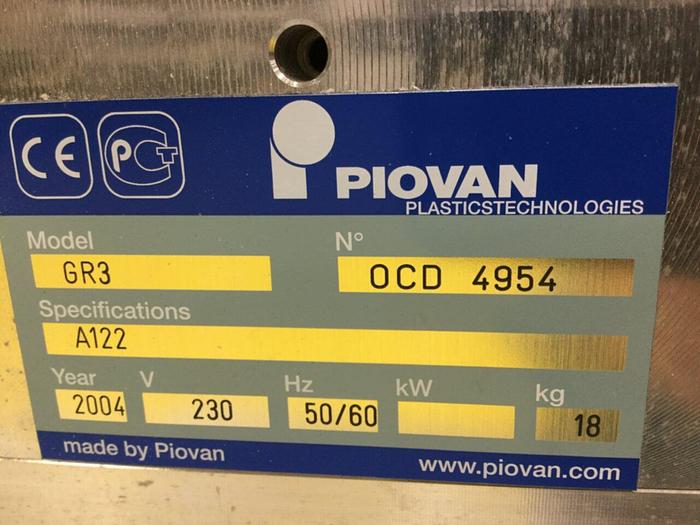 CE PCT
PIOVAN
PLASTICSTECHNOLOGIES
Model N°
GR3 OCD 4954
Specifications
A122
Year V Hz kW kg
2004 230 50/60 18
made by Piovan
www.piovan.com